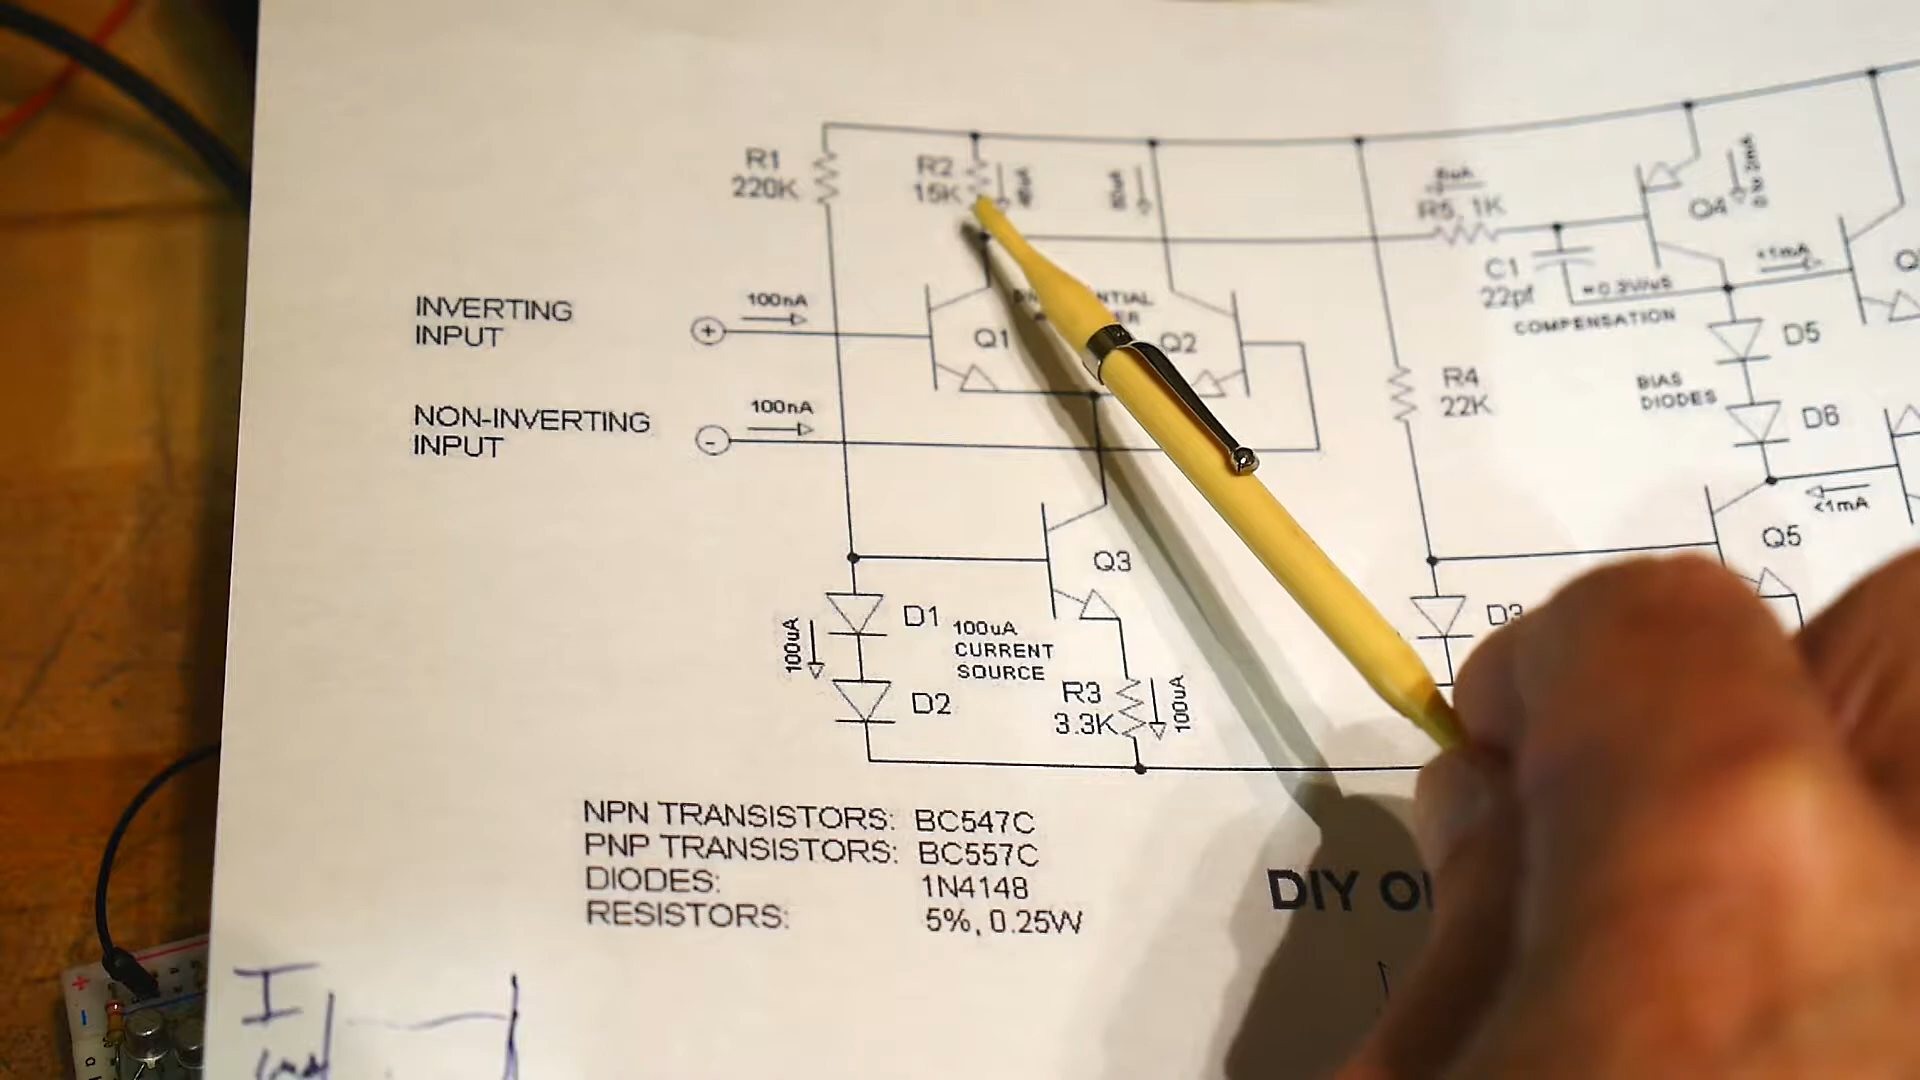 R1
220K
R2
15K
R5, 1K
Q4
C1
22pf
COMPENSATION
INVERTING
INPUT
+
100nA
Q1
Q2
D5
NON-INVERTING
INPUT
-
100nA
R4
22K
BIAS
DIODES
D6
<1mA
Q3
Q5
D1
100uA
CURRENT
SOURCE
100uA
D2
R3
3.3K
100uA
D3
NPN TRANSISTORS: BC547C
PNP TRANSISTORS: BC557C
DIODES: 1N4148
RESISTORS: 5%, 0.25W
DIY
I